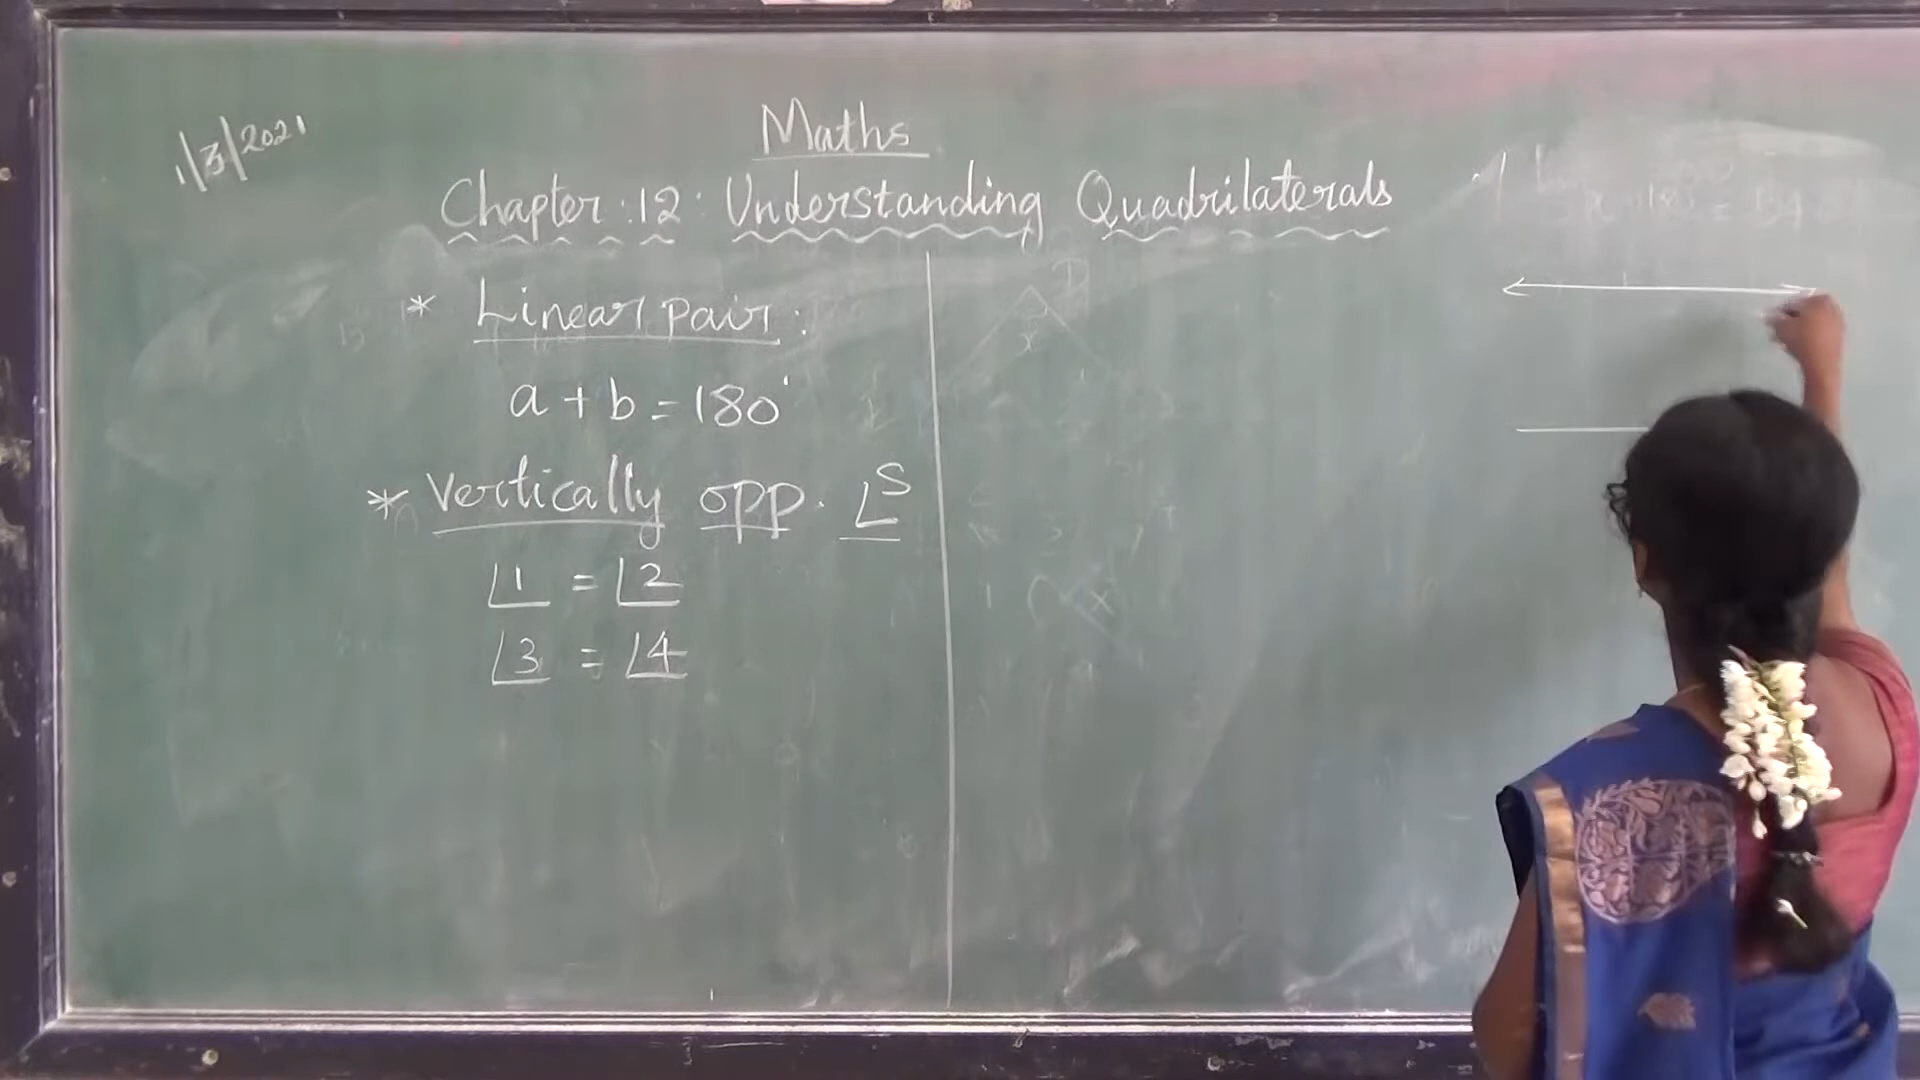 1/3/2021
Maths
Chapter:12: Understanding Quadrilaterals
* Linear pair:
a + b = 180°
* Vertically opp. ∠s
∠1 = ∠2
∠3 = ∠4